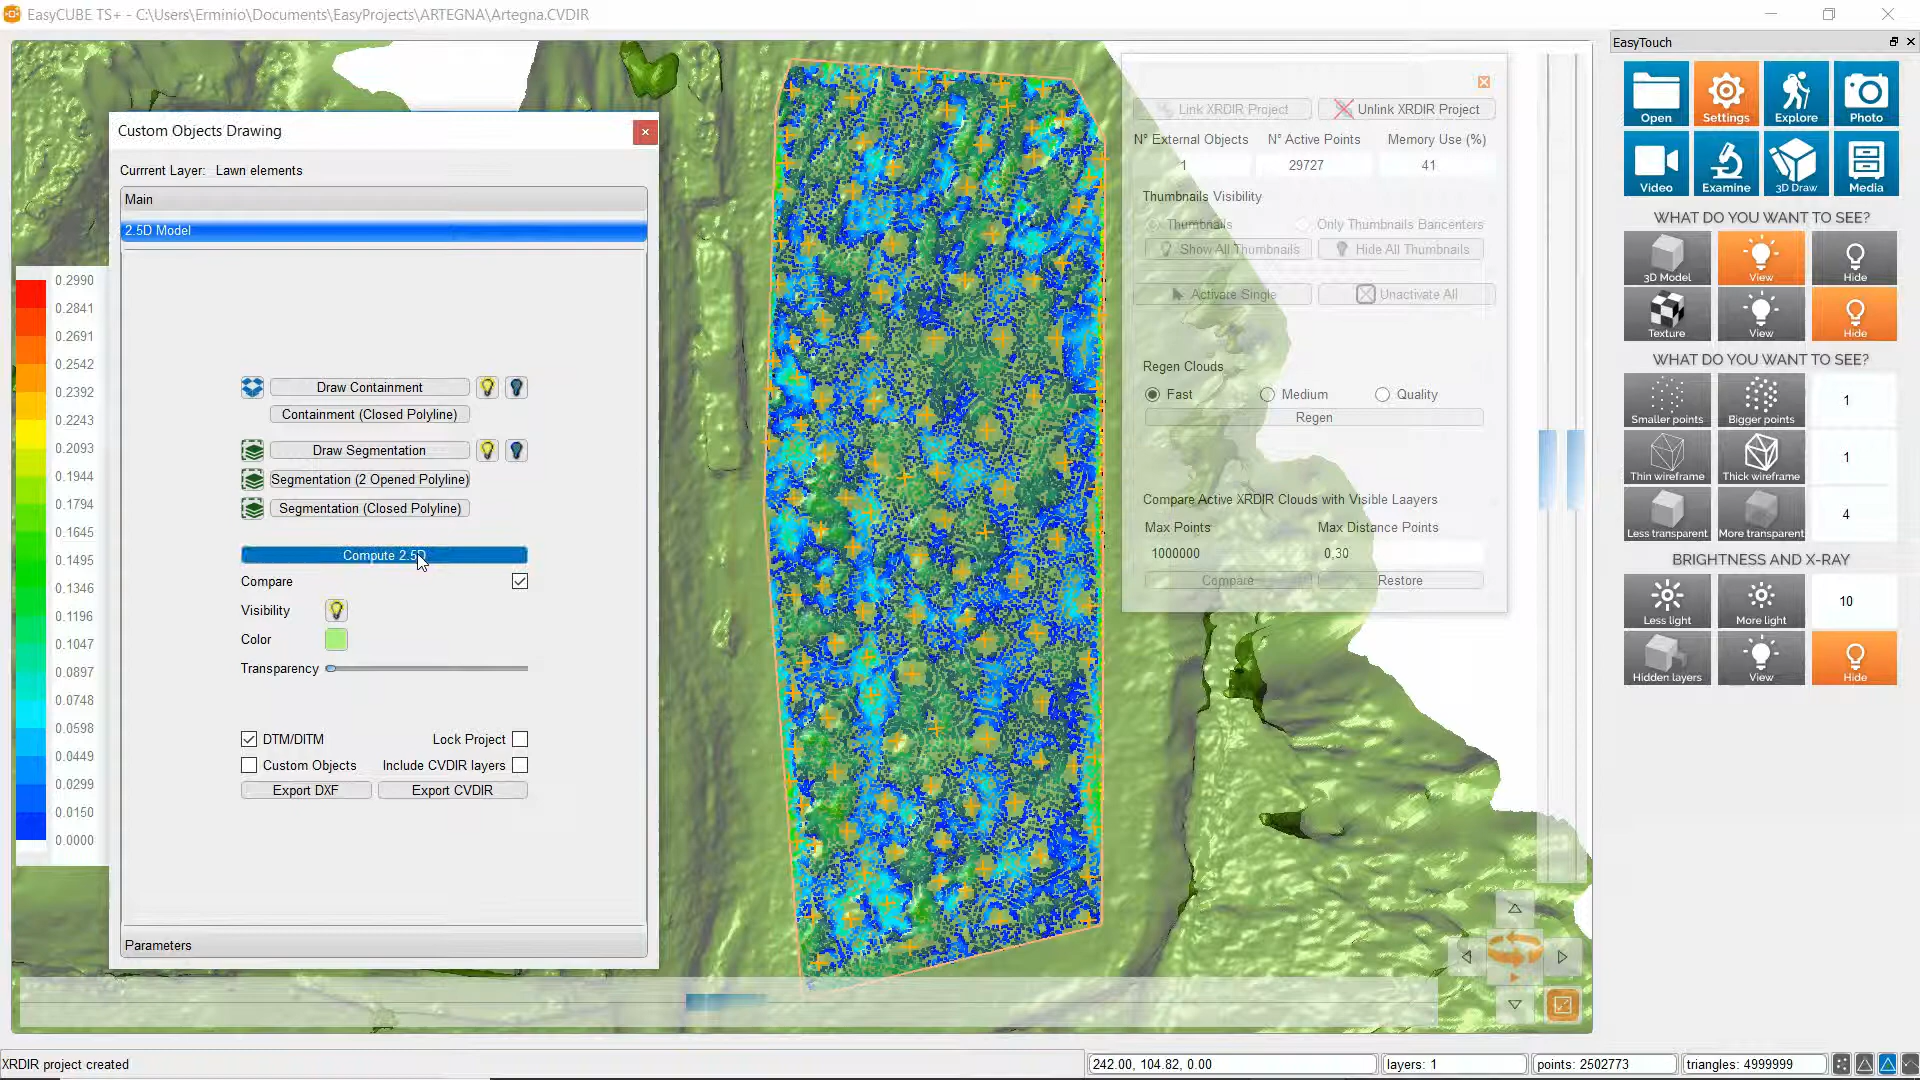 EasyCUBE TS+ - C:\Users\Erminio\Documents\EasyProjects\ARTEGNA\Artegna.CVDIR
Custom Objects Drawing
Currrent Layer: Lawn elements
Main
2.5D Model
Draw Containment
Containment (Closed Polyline)
Draw Segmentation
Segmentation (2 Opened Polyline)
Segmentation (Closed Polyline)
Compute 2.5D
Compare
Visibility
Color
Transparency
DTM/DITM
Lock Project
Custom Objects
Include CVDIR layers
Export DXF
Export CVDIR
Parameters
0.2990
0.2841
0.2691
0.2542
0.2392
0.2243
0.2093
0.1944
0.1794
0.1645
0.1495
0.1346
0.1196
0.1047
0.0897
0.0748
0.0598
0.0449
0.0299
0.0150
0.0000
Link XRDIR Project
Unlink XRDIR Project
N° External Objects
N° Active Points
Memory Use (%)
1
29727
41
Thumbnails Visibility
Thumbnails
Only Thumbnails Baricenters
Show All Thumbnails
Hide All Thumbnails
Activate Single
Unactivate All
Regen Clouds
Fast
Medium
Quality
Regen
Compare Active XRDIR Clouds with Visible Laayers
Max Points
Max Distance Points
1000000
0,30
Compare
Restore
EasyTouch
Open
Settings
Explore
Photo
Video
Examine
3D Draw
Media
WHAT DO YOU WANT TO SEE?
3D Model
View
Hide
Texture
View
Hide
WHAT DO YOU WANT TO SEE?
Smaller points
Bigger points
1
Thin wireframe
Thick wireframe
1
Less transparent
More transparent
4
BRIGHTNESS AND X-RAY
Less light
More light
10
Hidden layers
View
Hide
XRDIR project created
242.00, 104.82, 0.00
layers: 1
points: 2502773
triangles: 4999999